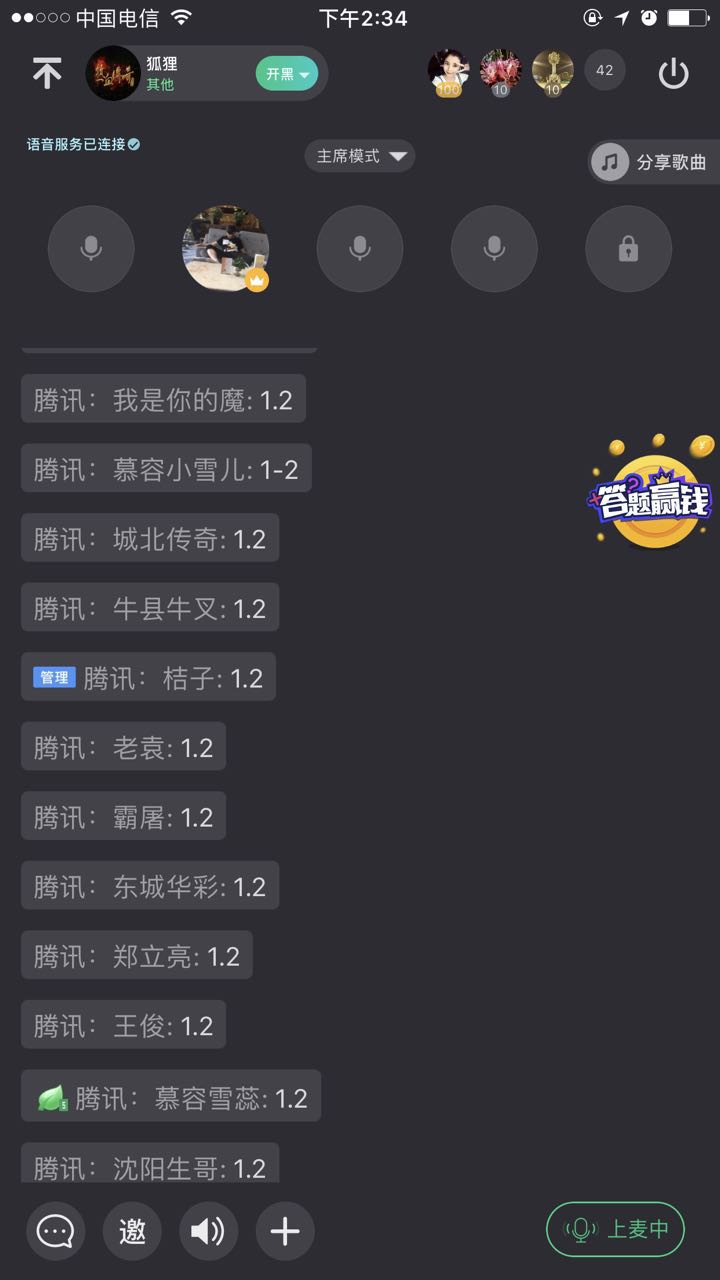 中国电信
下午2:34
狐狸
其他
开黑
100
10
10
42
语音服务已连接
主席模式
分享歌曲
腾讯： 我是你的魔: 1.2
腾讯： 慕容小雪儿: 1-2
答题赢钱
腾讯： 城北传奇: 1.2
腾讯： 牛县牛叉: 1.2
管理 腾讯： 桔子: 1.2
腾讯： 老袁: 1.2
腾讯： 霸屠: 1.2
腾讯： 东城华彩: 1.2
腾讯： 郑立亮: 1.2
腾讯： 王俊: 1.2
5 腾讯： 慕容雪蕊: 1.2
腾讯： 沈阳生哥: 1.2
邀
上麦中